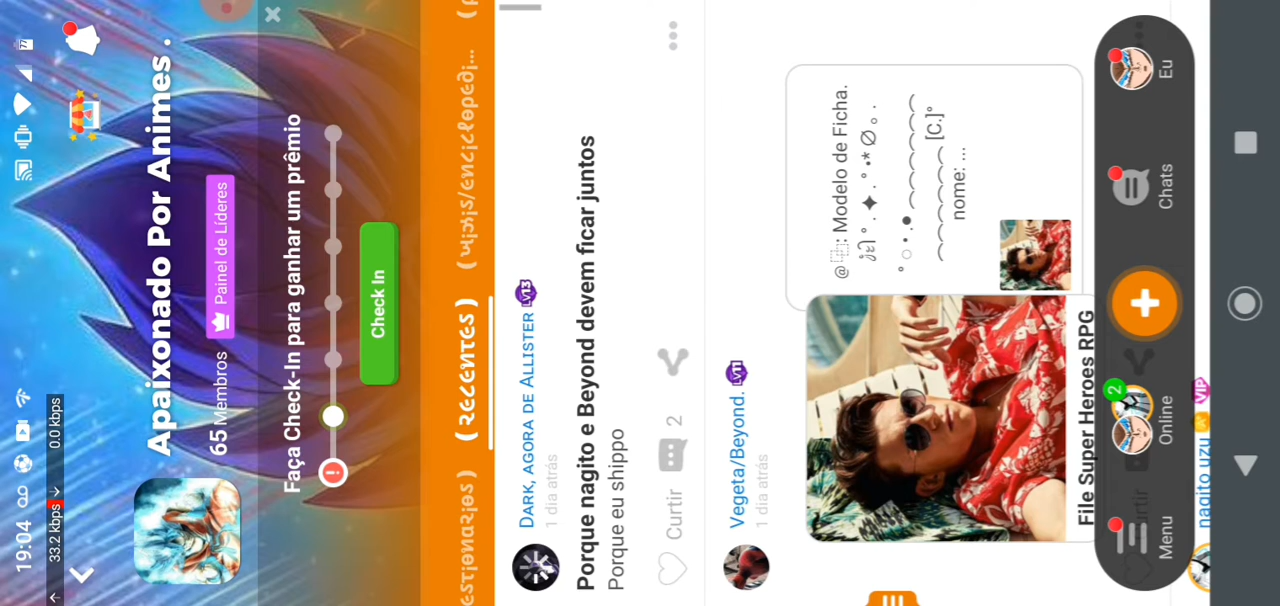 19:04
33.2 kbps 0.0 kbps
77
Apaixonado Por Animes .
65 Membros
Painel de Líderes
Faça Check-In para ganhar um prêmio
Check In
(ꝛєccᴎτєs)
DARK, AGORA DE ALLISTER LV13
1 dia atrás
Porque nagito e Beyond devem ficar juntos
Porque eu shippo
Curtir
2
Vegeta/Beyond. LV11
1 dia atrás
File Super Heroes RPG
: Modelo de Ficha.
[C.]°
nome: ...
nagito uzu VIP
Menu
2
Online
Chats
Eu